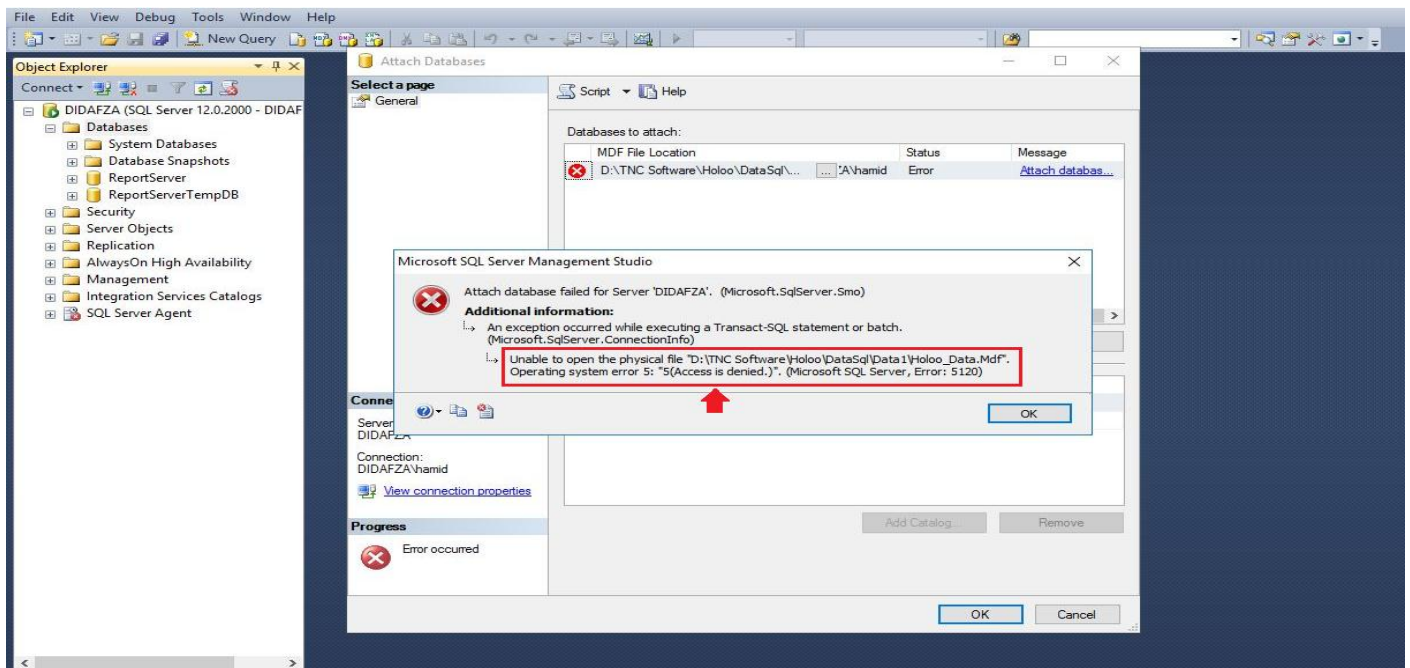 File Edit View Debug Tools Window Help
New Query
Object Explorer
Connect
DIDAFZA (SQL Server 12.0.2000 - DIDAF
Databases
System Databases
Database Snapshots
ReportServer
ReportServerTempDB
Security
Server Objects
Replication
AlwaysOn High Availability
Management
Integration Services Catalogs
SQL Server Agent
Attach Databases
Select a page
General
Script Help
Databases to attach:
MDF File Location Status Message
D:\TNC Software\Holoo\DataSql\... ... 'A\hamid Error Attach databas...
Microsoft SQL Server Management Studio
Attach database failed for Server 'DIDAFZA'. (Microsoft.SqlServer.Smo)
Additional information:
An exception occurred while executing a Transact-SQL statement or batch.
(Microsoft.SqlServer.ConnectionInfo)
Unable to open the physical file "D:\TNC Software\Holoo\DataSql\Data1\Holoo_Data.Mdf".
Operating system error 5: "5(Access is denied.)". (Microsoft SQL Server, Error: 5120)
OK
Conne
Server
DIDAFZA
Connection:
DIDAFZA\hamid
View connection properties
Progress
Error occurred
Add Catalog... Remove
OK Cancel